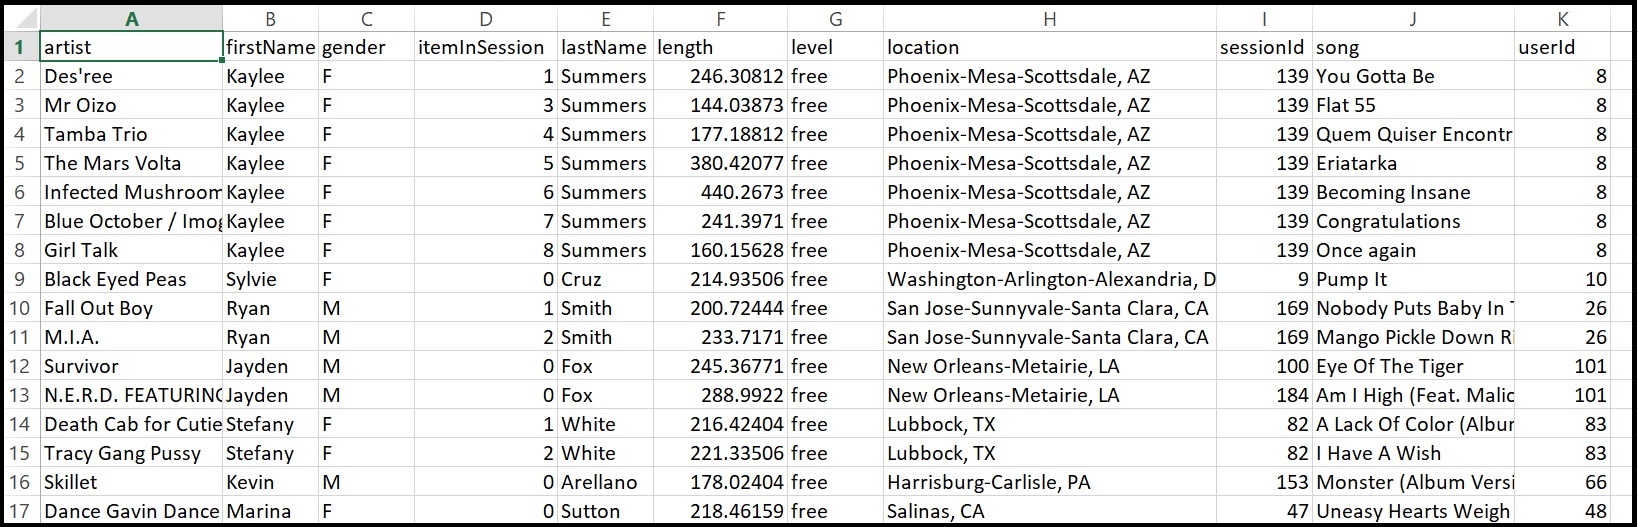 A B C D E F G H I J K
1 artist firstName gender itemInSession lastName length level location sessionId song userId
2 Des'ree Kaylee F 1 Summers 246.30812 free Phoenix-Mesa-Scottsdale, AZ 139 You Gotta Be 8
3 Mr Oizo Kaylee F 3 Summers 144.03873 free Phoenix-Mesa-Scottsdale, AZ 139 Flat 55 8
4 Tamba Trio Kaylee F 4 Summers 177.18812 free Phoenix-Mesa-Scottsdale, AZ 139 Quem Quiser Encontr 8
5 The Mars Volta Kaylee F 5 Summers 380.42077 free Phoenix-Mesa-Scottsdale, AZ 139 Eriatarka 8
6 Infected Mushroom Kaylee F 6 Summers 440.2673 free Phoenix-Mesa-Scottsdale, AZ 139 Becoming Insane 8
7 Blue October / Imog Kaylee F 7 Summers 241.3971 free Phoenix-Mesa-Scottsdale, AZ 139 Congratulations 8
8 Girl Talk Kaylee F 8 Summers 160.15628 free Phoenix-Mesa-Scottsdale, AZ 139 Once again 8
9 Black Eyed Peas Sylvie F 0 Cruz 214.93506 free Washington-Arlington-Alexandria, D 9 Pump It 10
10 Fall Out Boy Ryan M 1 Smith 200.72444 free San Jose-Sunnyvale-Santa Clara, CA 169 Nobody Puts Baby In 26
11 M.I.A. Ryan M 2 Smith 233.7171 free San Jose-Sunnyvale-Santa Clara, CA 169 Mango Pickle Down Ri 26
12 Survivor Jayden M 0 Fox 245.36771 free New Orleans-Metairie, LA 100 Eye Of The Tiger 101
13 N.E.R.D. FEATURING Jayden M 0 Fox 288.9922 free New Orleans-Metairie, LA 184 Am I High (Feat. Malic 101
14 Death Cab for Cutie Stefany F 1 White 216.42404 free Lubbock, TX 82 A Lack Of Color (Albur 83
15 Tracy Gang Pussy Stefany F 2 White 221.33506 free Lubbock, TX 82 I Have A Wish 83
16 Skillet Kevin M 0 Arellano 178.02404 free Harrisburg-Carlisle, PA 153 Monster (Album Versi 66
17 Dance Gavin Dance Marina F 0 Sutton 218.46159 free Salinas, CA 47 Uneasy Hearts Weigh 48